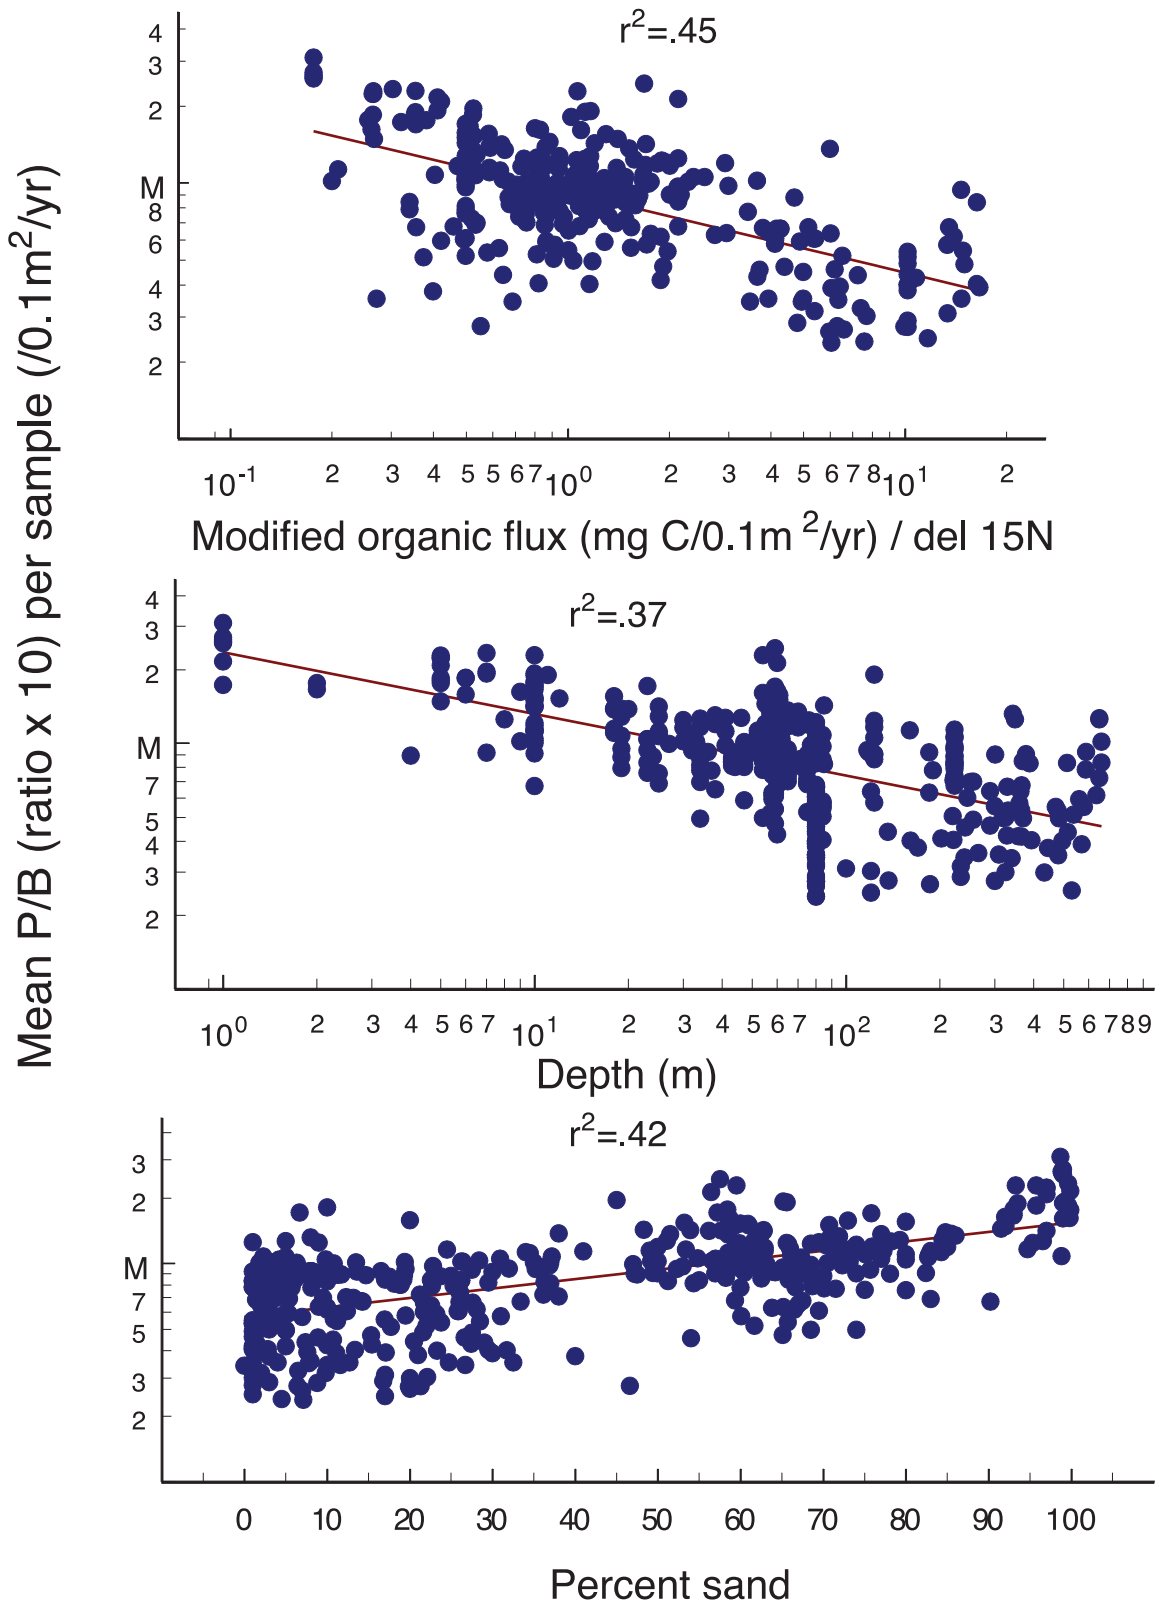 Mean P/B (ratio x 10) per sample (/0.1m²/yr)
r²=.45
4
3
2
M
8
6
4
3
2
10⁻¹ 2 3 4 5 5 6 7 10⁰ 2 3 4 5 6 7 8 10¹ 2
Modified organic flux (mg C/0.1m²/yr) / del 15N
r²=.37
4
3
2
M
7
5
4
3
2
10⁰ 2 3 4 5 6 7 10¹ 2 3 4 5 6 7 10² 2 3 4 5 6 7 8 9
Depth (m)
r²=.42
3
2
M
7
5
3
2
0 10 20 30 40 50 60 70 80 90 100
Percent sand